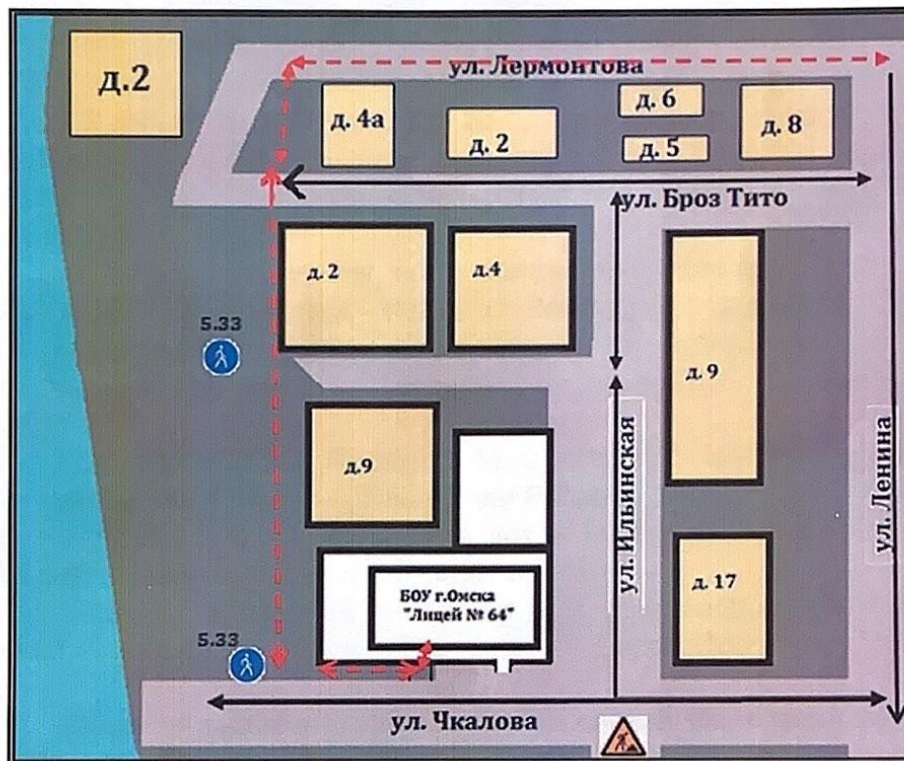 д.2
ул. Лермонтова
д. 4а
д. 2
д. 6
д. 5
д. 8
ул. Броз Тито
д. 2
д.4
5.33
д. 9
д.9
ул. Ильинская
ул. Ленина
БОУ г.Омска
"Лицей № 64"
д. 17
5.33
ул. Чкалова